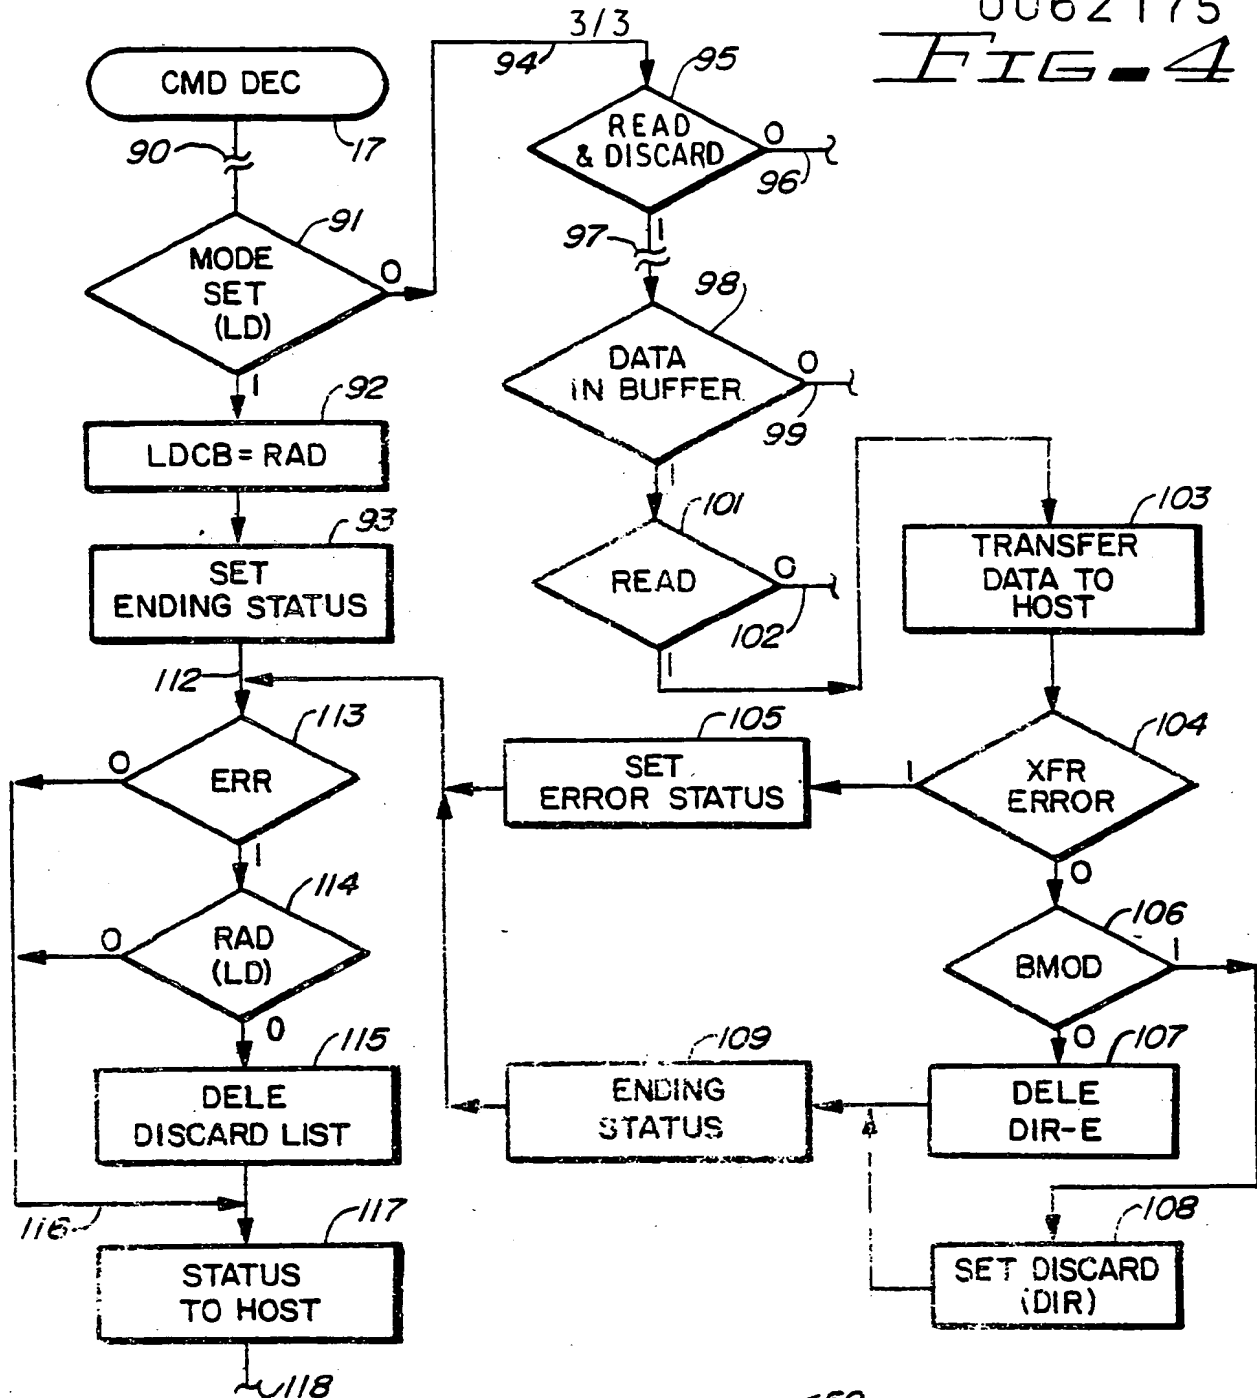 0062175
3/3
FIG-4
CMD DEC
17
90
91
MODE
SET
(LD)
0
1
92
LDCB=RAD
93
SET
ENDING STATUS
112
113
ERR
0
1
114
RAD
(LD)
0
0
115
DELE
DISCARD LIST
116
117
STATUS
TO HOST
118
94
95
READ
& DISCARD
0
96
1
97
98
DATA
IN BUFFER
0
99
1
101
READ
0
102
1
103
TRANSFER
DATA TO
HOST
104
XFR
ERROR
1
0
105
SET
ERROR STATUS
106
BMOD
1
0
107
DELE
DIR-E
108
SET DISCARD
(DIR)
109
ENDING
STATUS